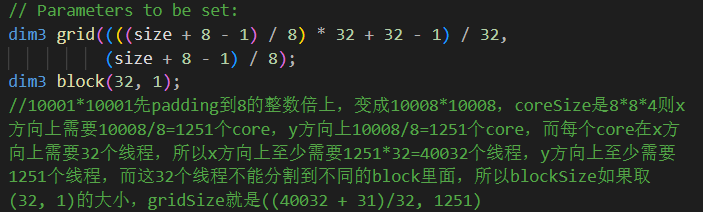 // Parameters to be set:
dim3 grid((((size + 8 - 1) / 8) * 32 + 32 - 1) / 32,
(size + 8 - 1) / 8);
dim3 block(32, 1);
//10001*10001先padding到8的整数倍上，变成10008*10008，coreSize是8*8*4则x
方向上需要10008/8=1251个core，y方向上10008/8=1251个core，而每个core在x方
向上需要32个线程，所以x方向上至少需要1251*32=40032个线程，y方向上至少需要
1251个线程，而这32个线程不能分割到不同的block里面，所以blockSize如果取
(32, 1)的大小，gridSize就是((40032 + 31)/32, 1251)